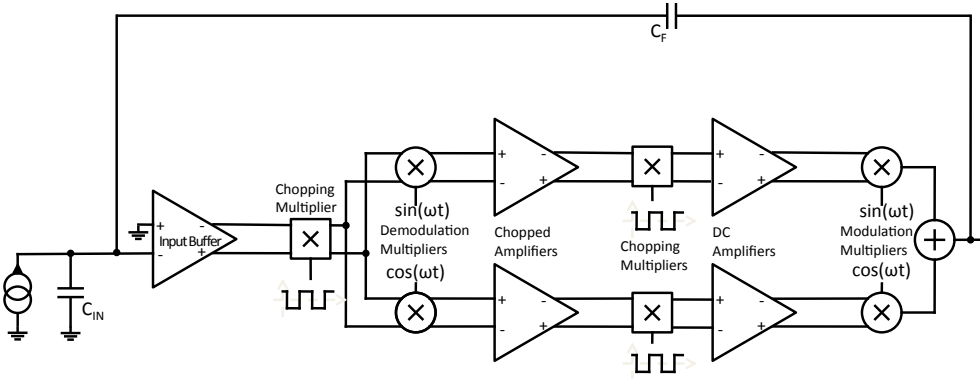 C_F
Chopping
Multiplier
+ - + -
+ - + -
+ -
Input Buffer
- +
sin(ωt)
Demodulation
Multipliers
cos(ωt)
Chopped
Amplifiers
Chopping
Multipliers
DC
Amplifiers
sin(ωt)
Modulation
Multipliers
cos(ωt)
C_IN
+ - + -
- + - +